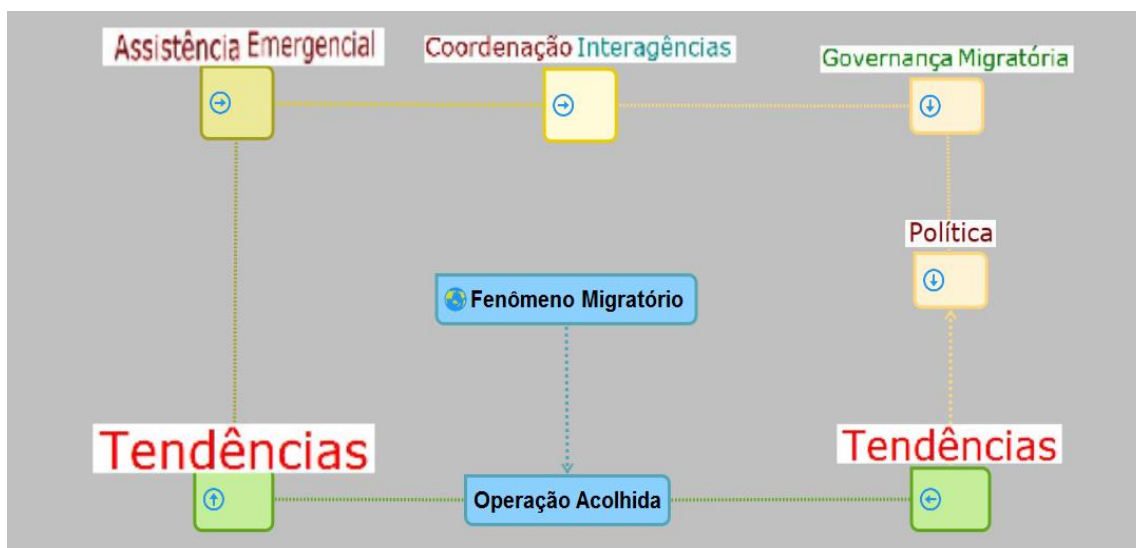 Assistência Emergencial
Coordenação Interagências
Governança Migratória
Política
Fenômeno Migratório
Tendências
Tendências
Operação Acolhida